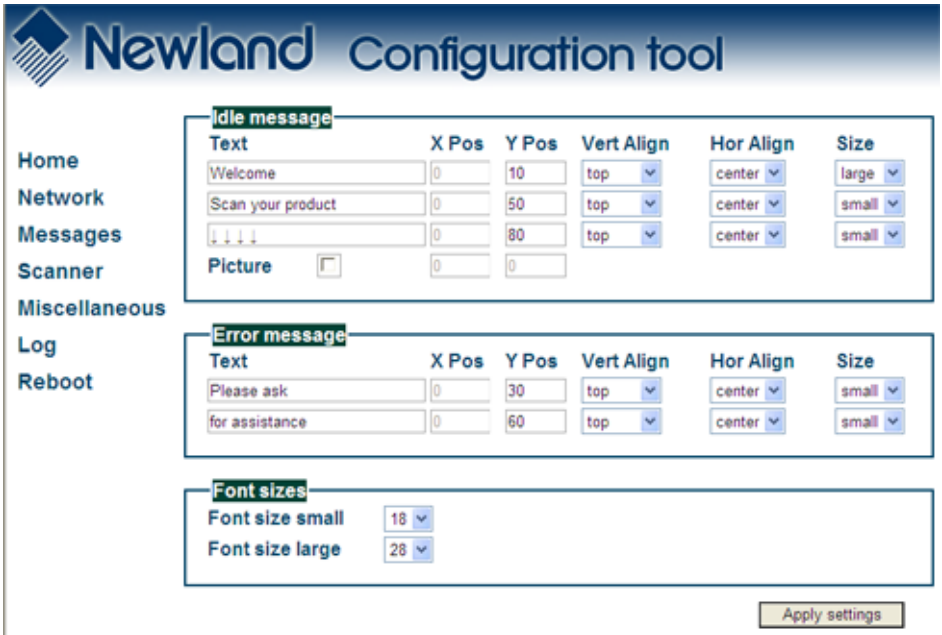 Newland Configuration tool
Home
Network
Messages
Scanner
Miscellaneous
Log
Reboot
Idle message
Text X Pos Y Pos Vert Align Hor Align Size
Welcome 0 10 top center large
Scan your product 0 50 top center small
↓ ↓ ↓ ↓ 0 80 top center small
Picture 0 0
Error message
Text X Pos Y Pos Vert Align Hor Align Size
Please ask 0 30 top center small
for assistance 0 60 top center small
Font sizes
Font size small 18
Font size large 28
Apply settings